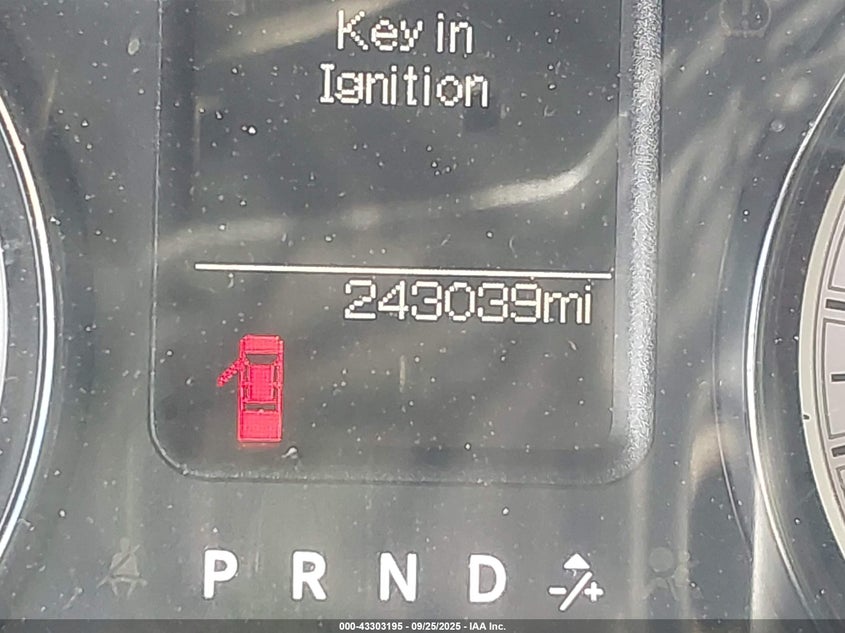 Key in
Ignition
243039mi
P R N D -/+
000-43303195 - 09/25/2025 - IAA Inc.